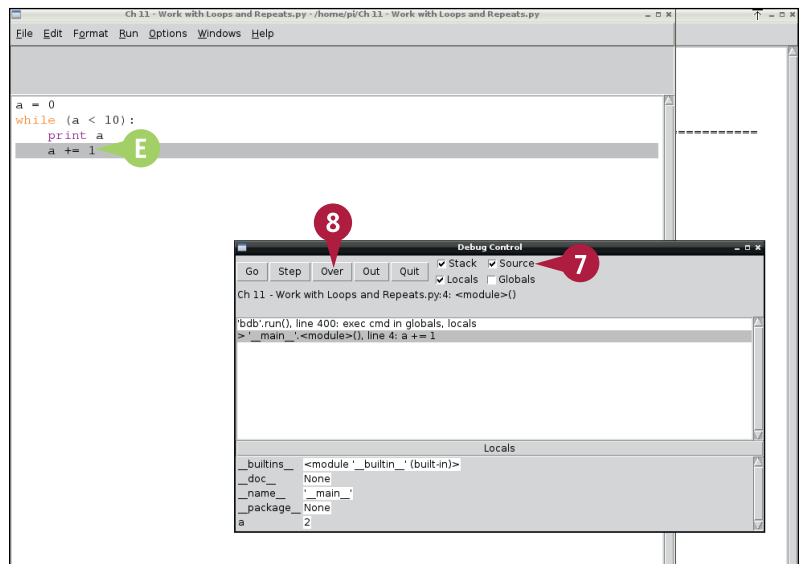 Ch 11 - Work with Loops and Repeats.py - /home/pi/Ch 11 - Work with Loops and Repeats.py
File Edit Format Run Options Windows Help
a = 0
while (a < 10):
print a
a += 1
E
===========
8
Debug Control
Go Step Over Out Quit
Stack Source
Locals Globals
7
Ch 11 - Work with Loops and Repeats.py:4: <module>()
'bdb'.run(), line 400: exec cmd in globals, locals
> '__main__'.<module>(), line 4: a += 1
Locals
__builtins__ <module '__builtin__' (built-in)>
__doc__ None
__name__ '__main__'
__package__ None
a 2